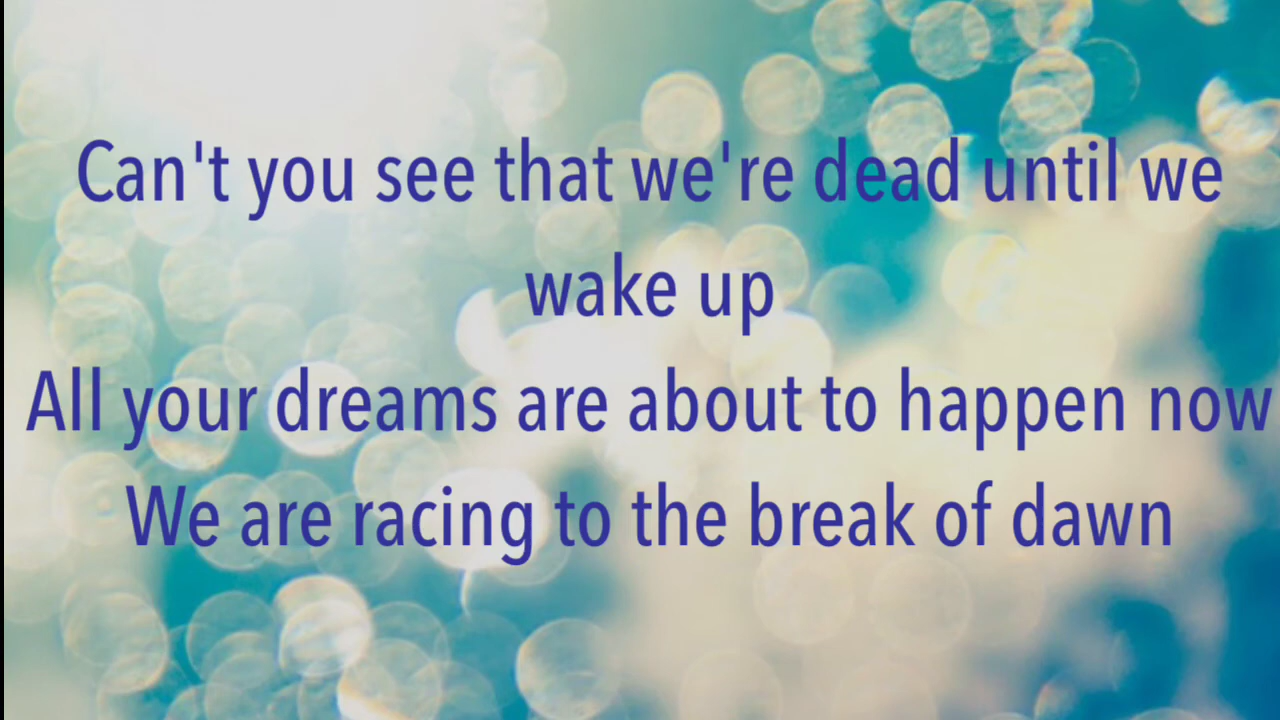 Can't you see that we're dead until we
wake up
All your dreams are about to happen now
We are racing to the break of dawn